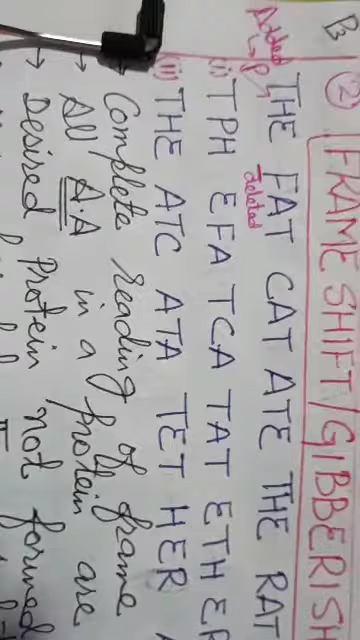 ② FRAME SHIFT/GIBBERISH
Added
P
THE FAT CAT ATE THE RAT
deleted
(i) TPH EFA TCA TAT ETH ER
(ii) THE ATC ATA TET HER
→ Complete reading of frame
→ All AA in a protein are
→ Desired Protein not formed